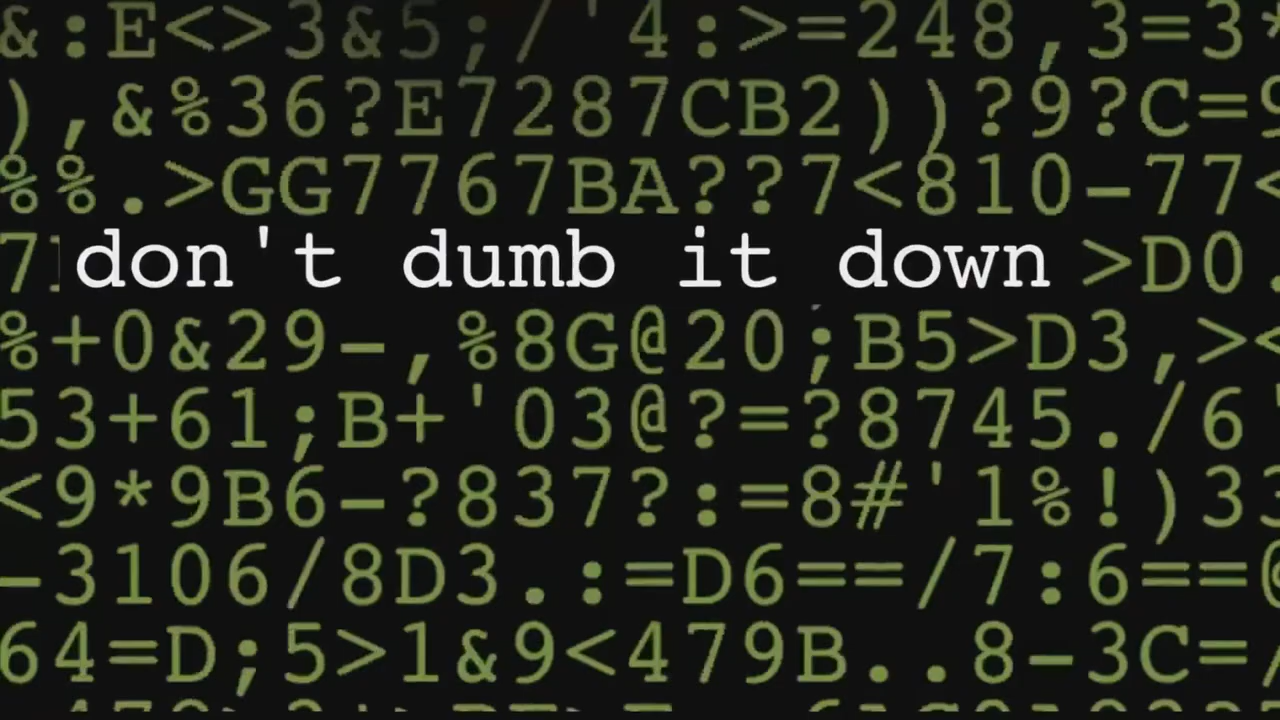 &:E<>3&5;/'4:>=248,3=3*
),&%36?E7287CB2))?9?C=9
%%.>GG7767BA??7<810-77<
7 don't dumb it down >D0.
%+0&29-,%8G@20;B5>D3,><
53+61;B+'03@?=?8745./6'
<9*9B6-?837?:=8#'1%!)33
-3106/8D3.:=D6==/7:6==@
64=D;5>1&9<479B..8-3C=/